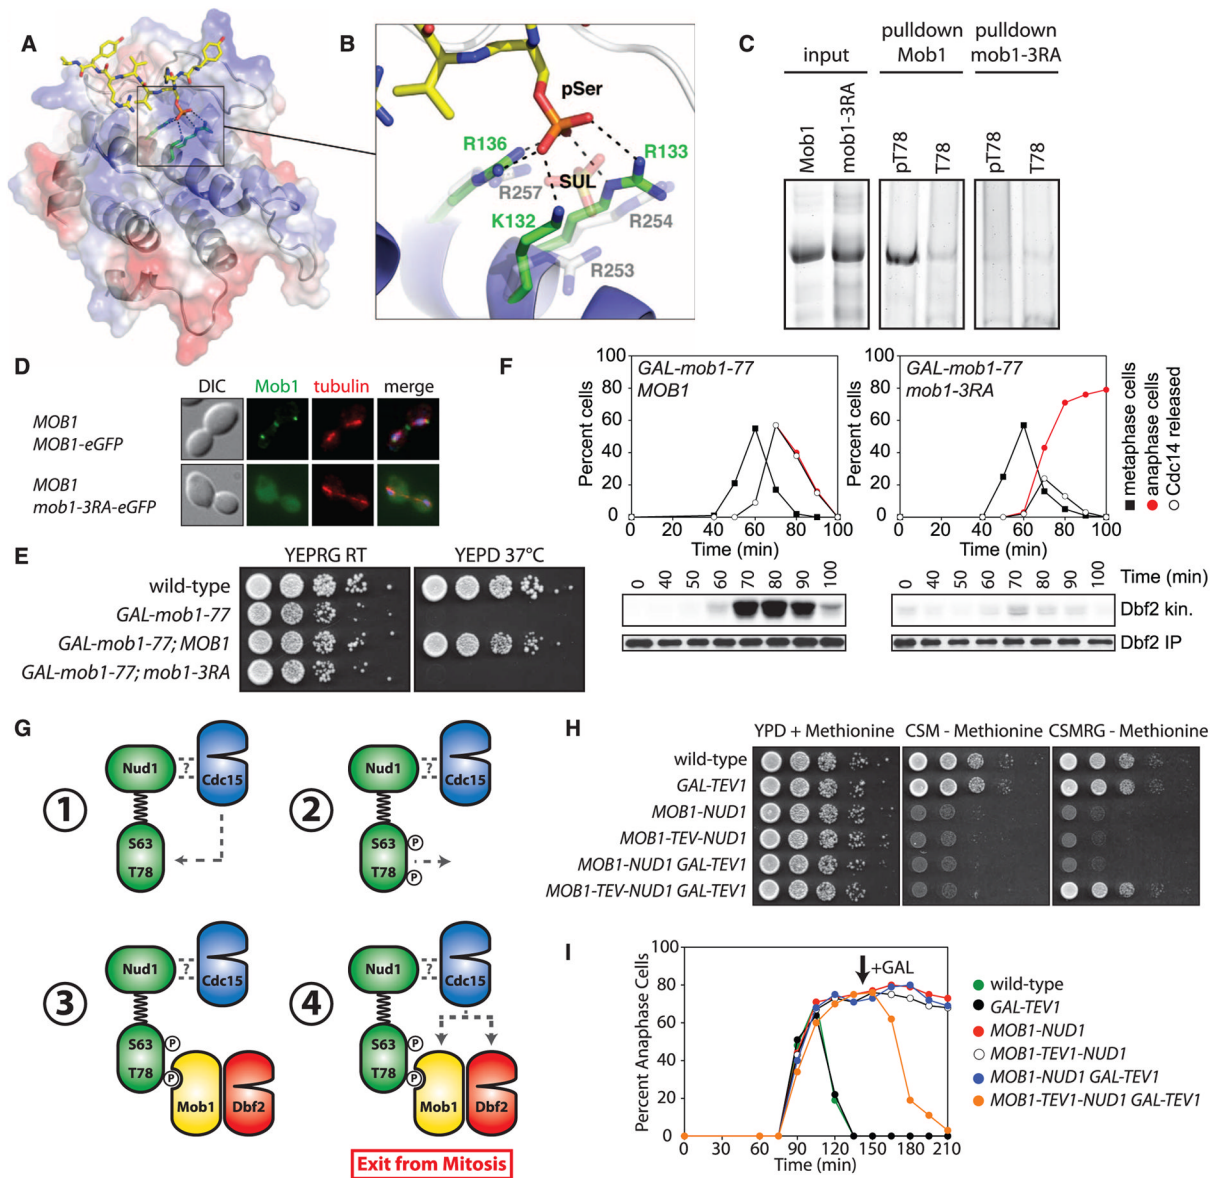 A
B
pSer
R136
R133
R257
SUL
K132
R254
R253
C
input
pulldown
Mob1
pulldown
mob1-3RA
Mob1
mob1-3RA
pT78
T78
pT78
T78
D
DIC
Mob1
tubulin
merge
MOB1
MOB1-eGFP
MOB1
mob1-3RA-eGFP
E
YEPRG RT
YEPD 37°C
wild-type
GAL-mob1-77
GAL-mob1-77; MOB1
GAL-mob1-77; mob1-3RA
F
GAL-mob1-77
MOB1
Percent cells
100
80
60
40
20
0
0
20
40
60
80
100
Time (min)
GAL-mob1-77
mob1-3RA
Percent cells
100
80
60
40
20
0
0
20
40
60
80
100
Time (min)
metaphase cells
anaphase cells
Cdc14 released
0 40 50 60 70 80 90 100
0 40 50 60 70 80 90 100
Time (min)
Dbf2 kin.
Dbf2 IP
G
1
Nud1
?
Cdc15
S63
T78
2
Nud1
?
Cdc15
S63
T78
P
P
3
Nud1
?
Cdc15
S63
T78
P
P
Mob1
Dbf2
4
Nud1
?
Cdc15
S63
T78
P
P
Mob1
Dbf2
Exit from Mitosis
H
YPD + Methionine
CSM - Methionine
CSMRG - Methionine
wild-type
GAL-TEV1
MOB1-NUD1
MOB1-TEV-NUD1
MOB1-NUD1 GAL-TEV1
MOB1-TEV-NUD1 GAL-TEV1
I
Percent Anaphase Cells
100
80
60
40
20
0
+GAL
0 30 60 90 120 150 180 210
Time (min)
wild-type
GAL-TEV1
MOB1-NUD1
MOB1-TEV1-NUD1
MOB1-NUD1 GAL-TEV1
MOB1-TEV1-NUD1 GAL-TEV1